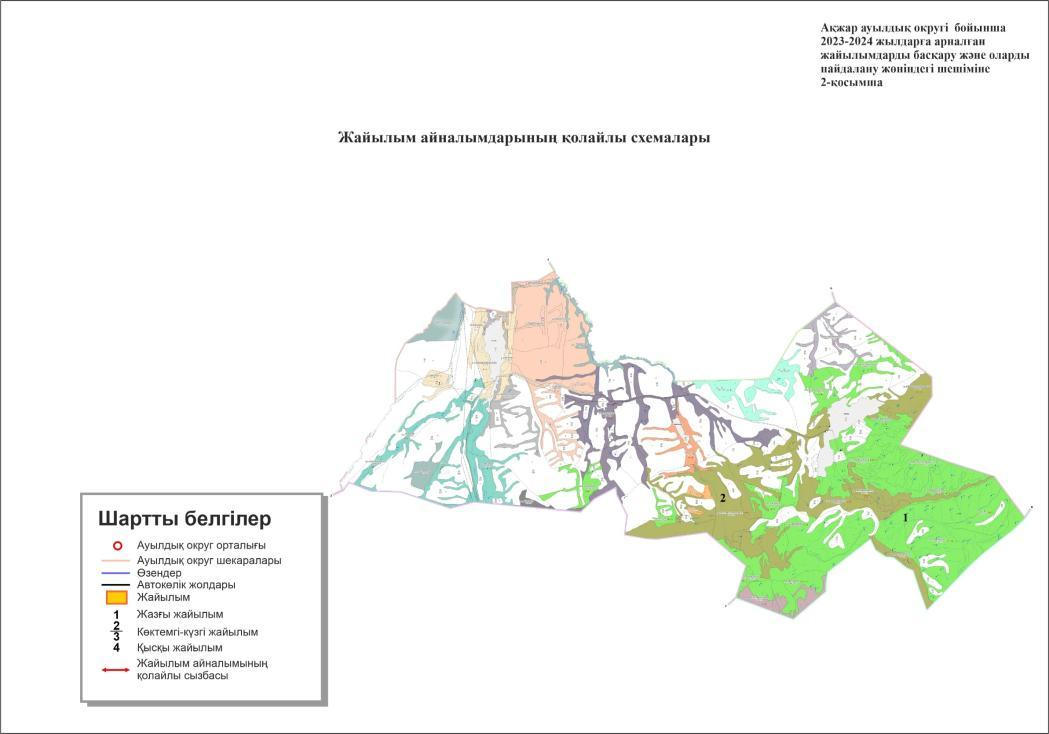 Ақжар ауылдық округі бойынша
2023-2024 жылдарға арналған
жайылымдарды басқару және оларды
пайдалану жөніндегі шешіміне
2-қосымша
Жайылым айналымдарының қолайлы схемалары
2
1
Шартты белгілер
Ауылдық округ орталығы
Ауылдық округ шекаралары
Өзендер
Автокөлік жолдары
Жайылым
1 Жазғы жайылым
2
3 Көктемгі-күзгі жайылым
4 Қысқы жайылым
Жайылым айналымының
қолайлы сызбасы